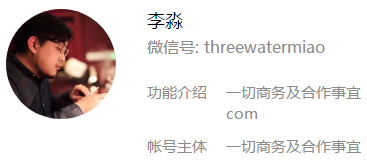 李淼
微信号: threewatermiao
功能介绍 一切商务及合作事宜
com
帐号主体 一切商务及合作事宜